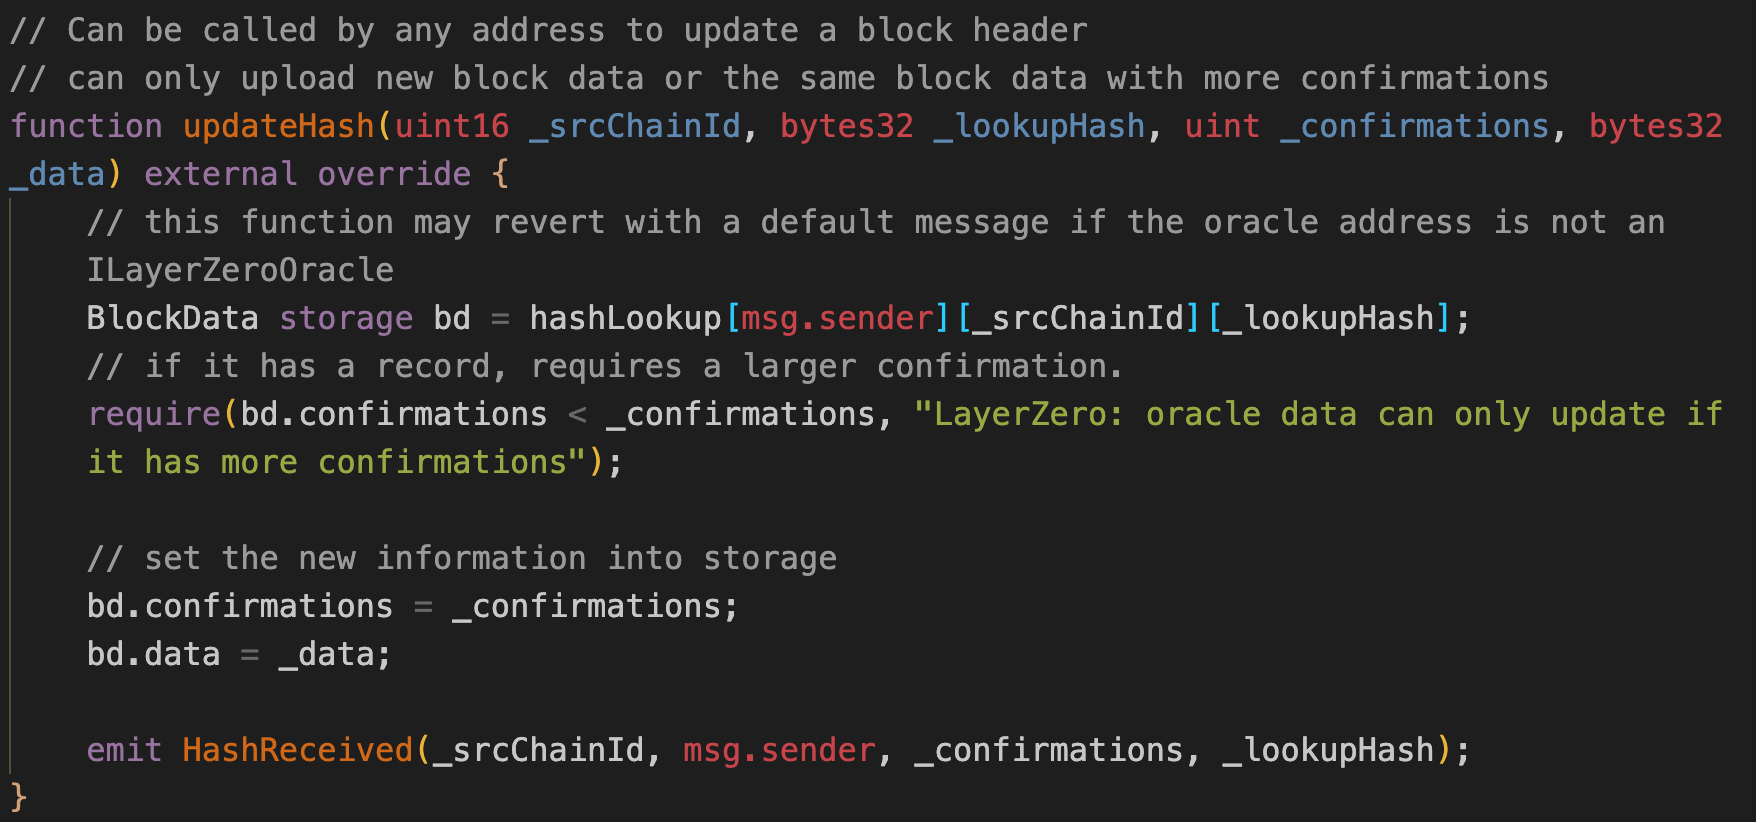 // Can be called by any address to update a block header
// can only upload new block data or the same block data with more confirmations
function updateHash(uint16 _srcChainId, bytes32 _lookupHash, uint _confirmations, bytes32
_data) external override {
// this function may revert with a default message if the oracle address is not an
ILayerZeroOracle
BlockData storage bd = hashLookup[msg.sender][_srcChainId][_lookupHash];
// if it has a record, requires a larger confirmation.
require(bd.confirmations < _confirmations, "LayerZero: oracle data can only update if
it has more confirmations");
// set the new information into storage
bd.confirmations = _confirmations;
bd.data = _data;
emit HashReceived(_srcChainId, msg.sender, _confirmations, _lookupHash);
}